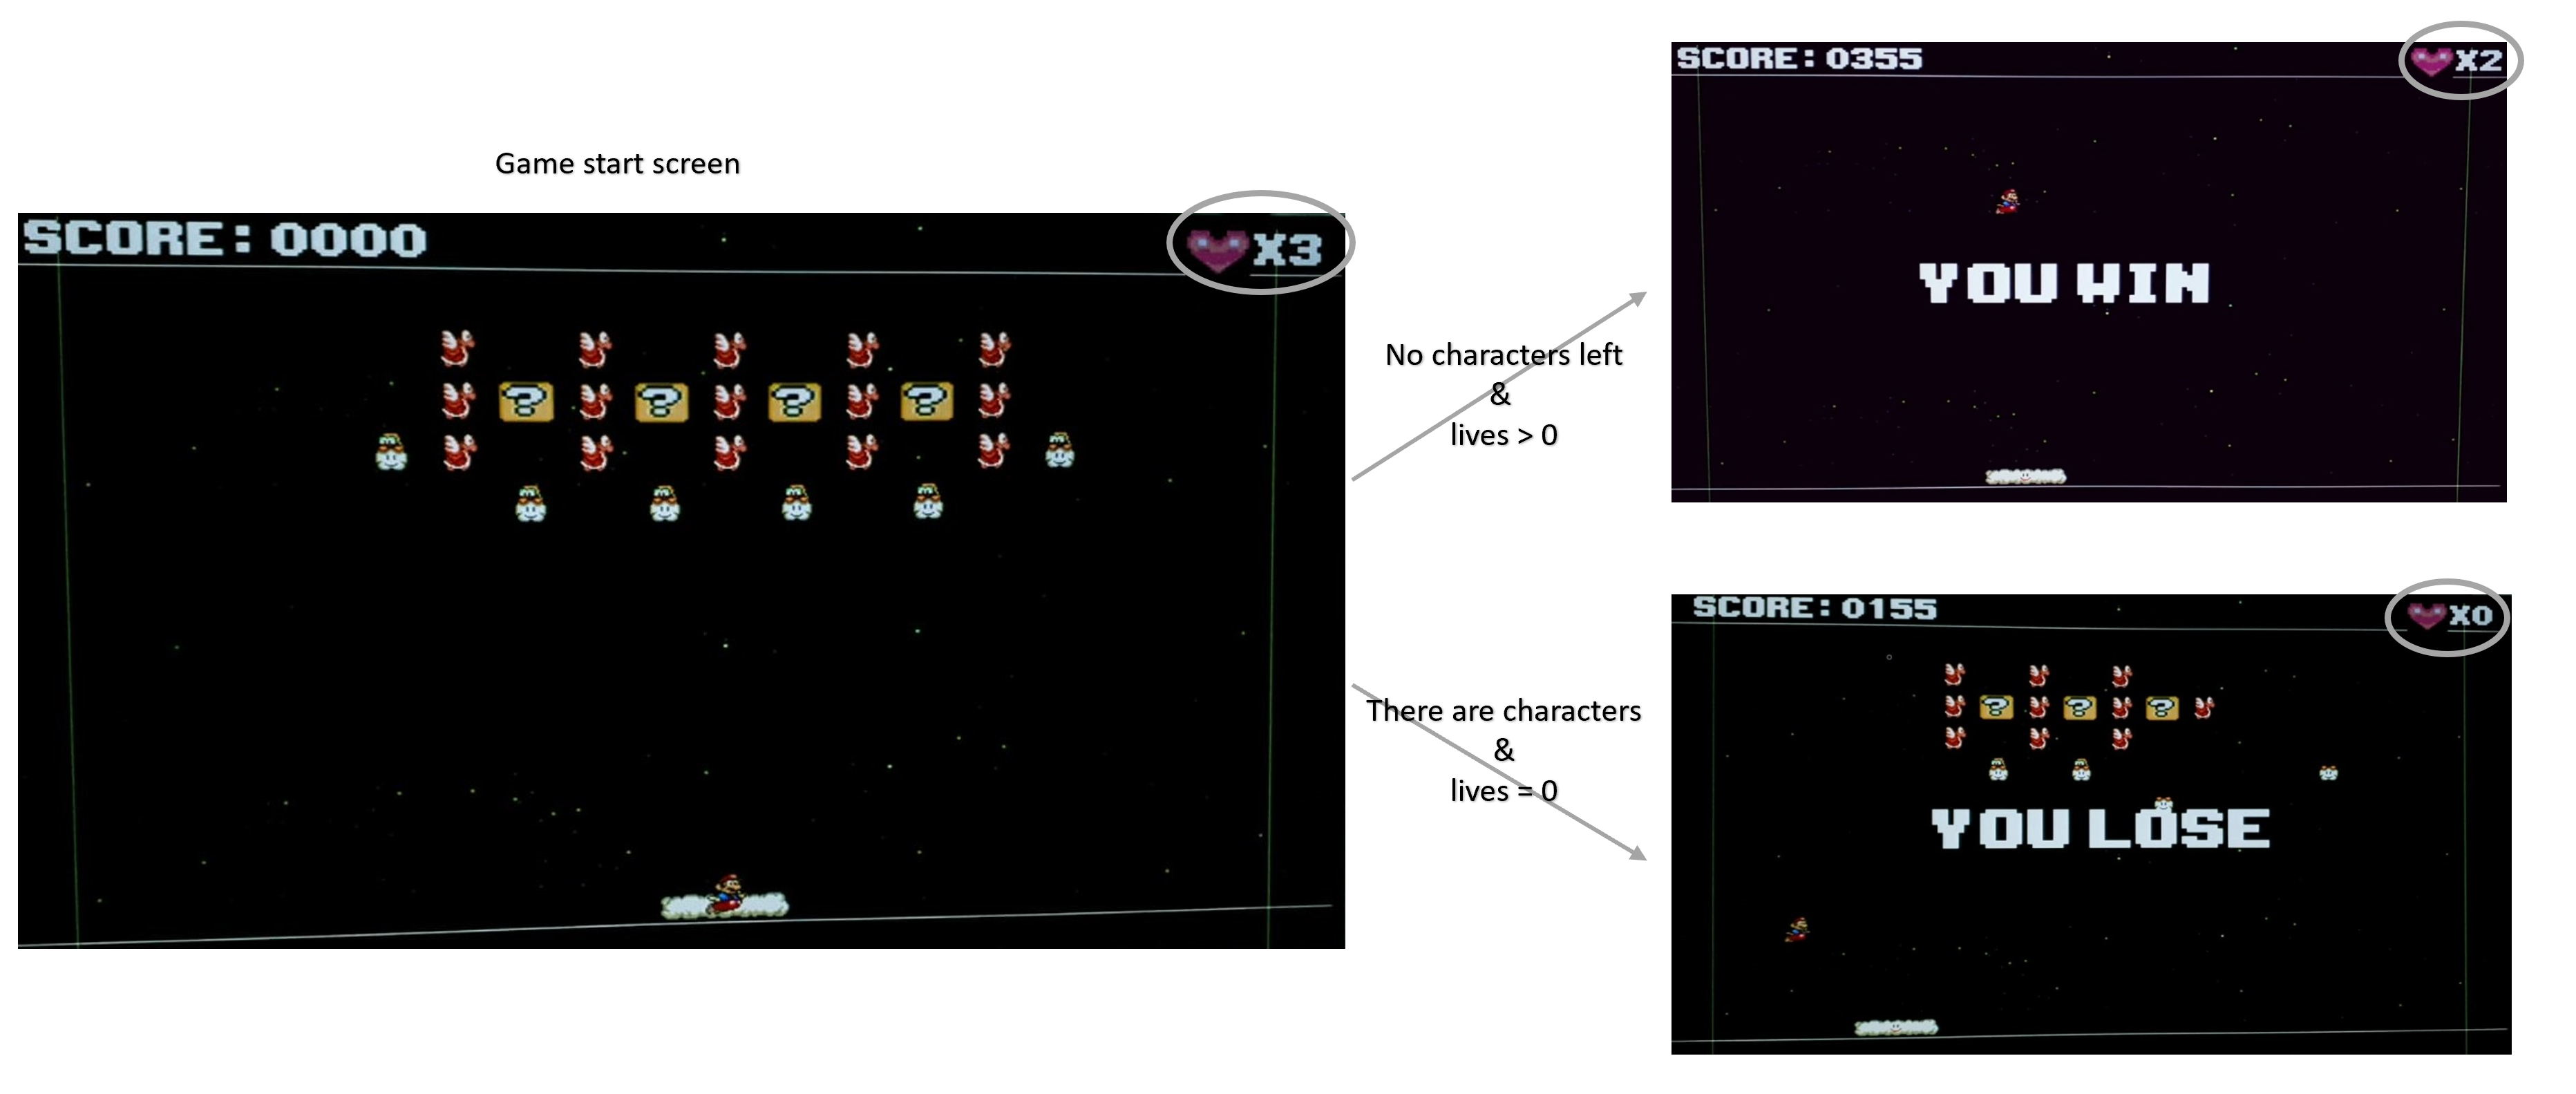 Game start screen
SCORE:0000
X3
? ? ? ?
No characters left
&
lives > 0
SCORE:0355
X2
YOU WIN
There are characters
&
lives = 0
SCORE:0155
X0
? ? ?
YOU LOSE